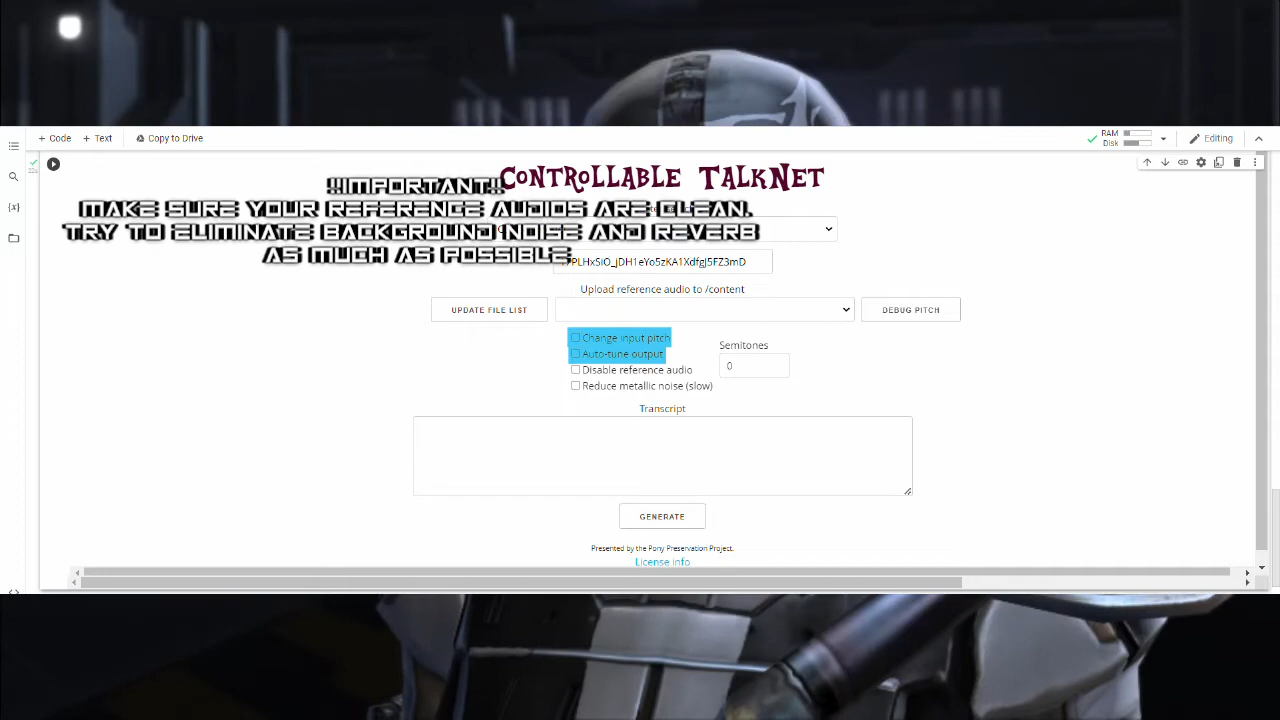 + Code + Text Copy to Drive
RAM
Disk
Editing
22s
Controllable TalkNet
!!IMPORTANT!!
MAKE SURE YOUR REFERENCE AUDIOS ARE CLEAN.
TRY TO ELIMINATE BACKGROUND NOISE AND REVERB
AS MUCH AS POSSIBLE.
PLHxSiO_jDH1eYo5zKA1XdfgJ5FZ3mD
Upload reference audio to /content
UPDATE FILE LIST
DEBUG PITCH
Change input pitch
Auto-tune output
Disable reference audio
Reduce metallic noise (slow)
Semitones
0
Transcript
GENERATE
Presented by the Pony Preservation Project.
License info